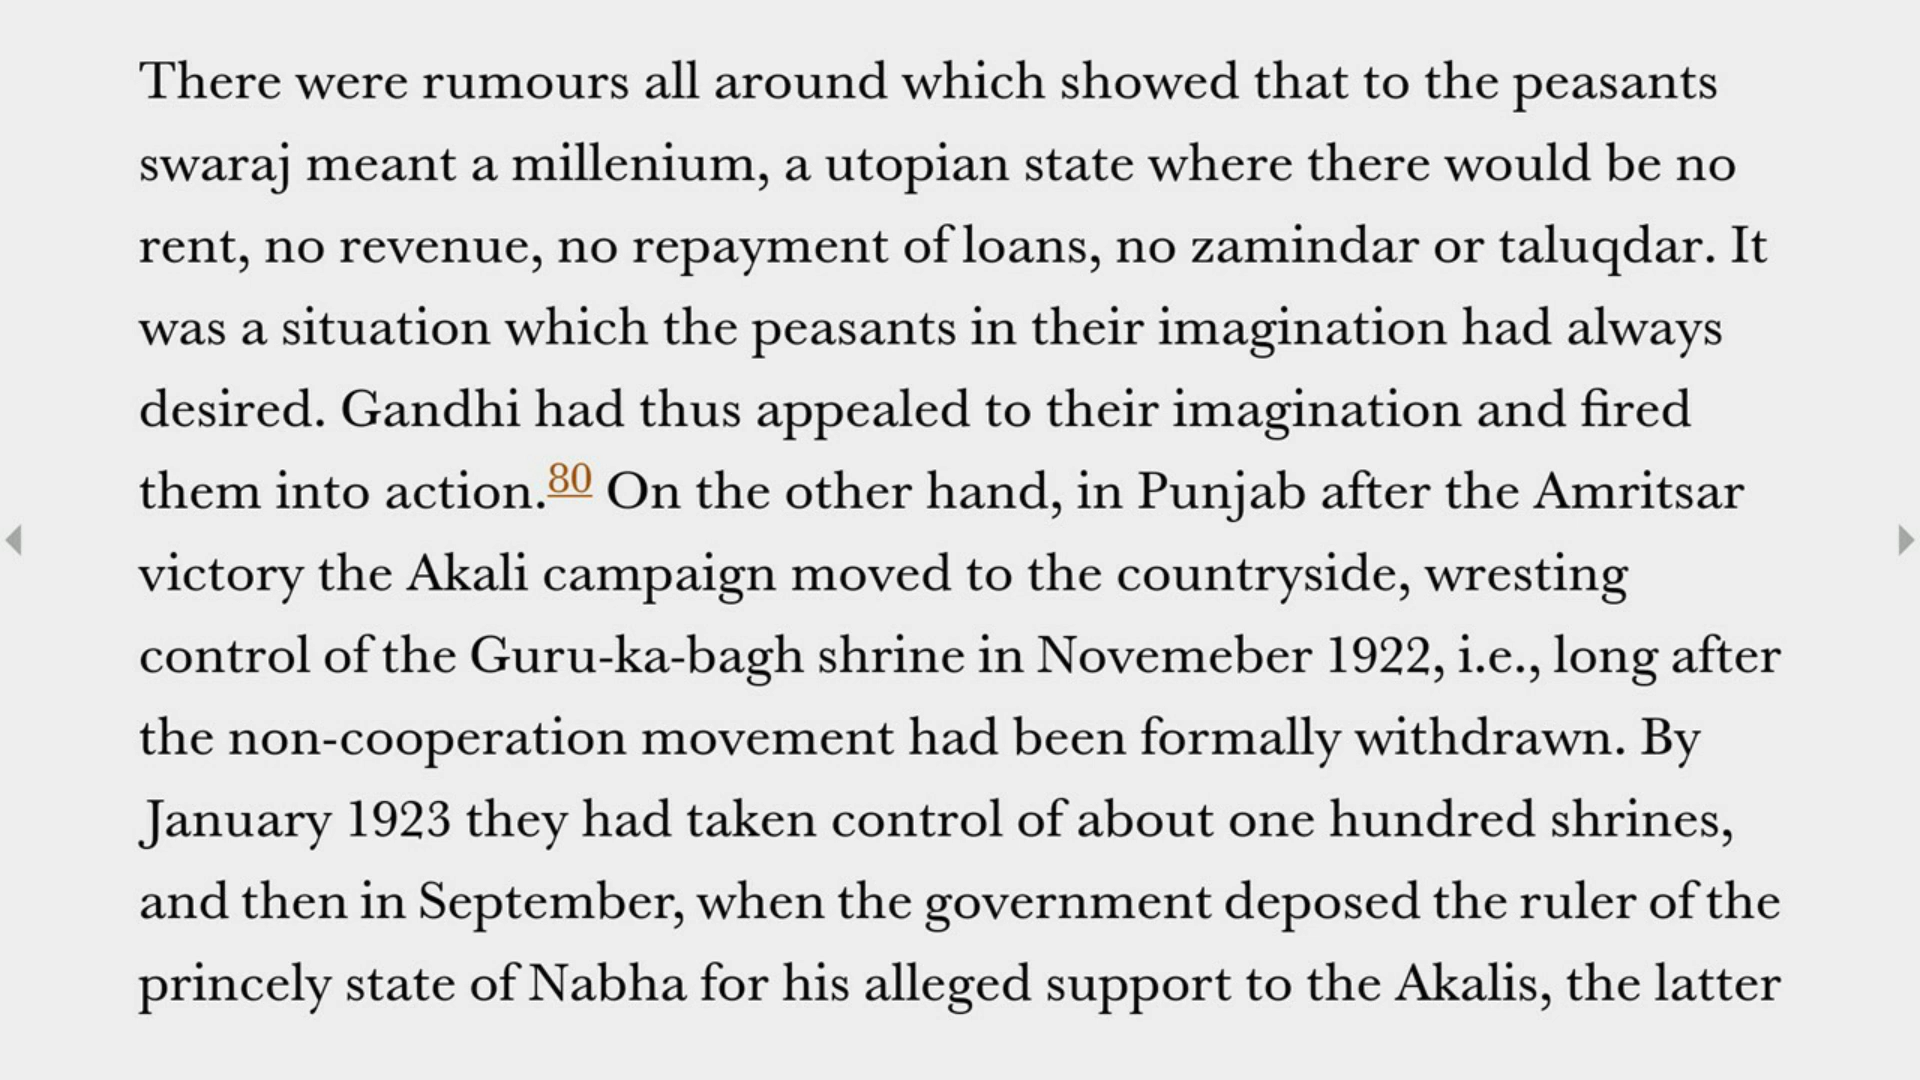 There were rumours all around which showed that to the peasants
swaraj meant a millenium, a utopian state where there would be no
rent, no revenue, no repayment of loans, no zamindar or taluqdar. It
was a situation which the peasants in their imagination had always
desired. Gandhi had thus appealed to their imagination and fired
them into action.80 On the other hand, in Punjab after the Amritsar
victory the Akali campaign moved to the countryside, wresting
control of the Guru-ka-bagh shrine in Novemeber 1922, i.e., long after
the non-cooperation movement had been formally withdrawn. By
January 1923 they had taken control of about one hundred shrines,
and then in September, when the government deposed the ruler of the
princely state of Nabha for his alleged support to the Akalis, the latter